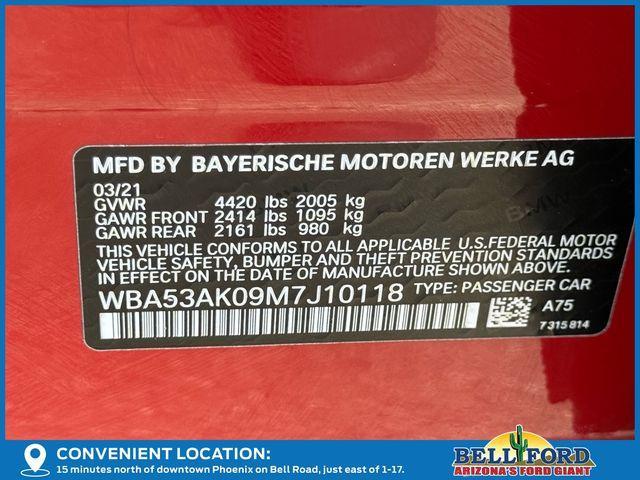 MFD BY BAYERISCHE MOTOREN WERKE AG
03/21
GVWR 4420 lbs 2005 kg
GAWR FRONT 2414 lbs 1095 kg
GAWR REAR 2161 lbs 980 kg
THIS VEHICLE CONFORMS TO ALL APPLICABLE U.S.FEDERAL MOTOR
VEHICLE SAFETY, BUMPER AND THEFT PREVENTION STANDARDS
IN EFFECT ON THE DATE OF MANUFACTURE SHOWN ABOVE.
WBA53AK09M7J10118 TYPE: PASSENGER CAR
A75
7315814
BMW
CONVENIENT LOCATION:
15 minutes north of downtown Phoenix on Bell Road, just east of 1-17.
BELL FORD
ARIZONA'S FORD GIANT